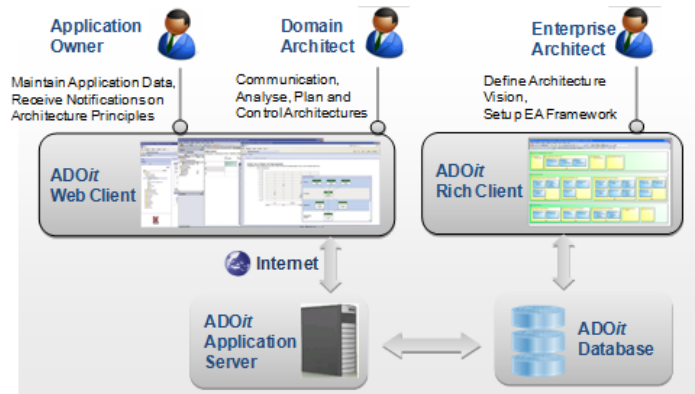 Application
Owner
Domain
Architect
Enterprise
Architect
Maintain Application Data,
Receive Notifications on
Architecture Principles
Communication,
Analyse, Plan and
Control Architectures
Define Architecture
Vision,
Setup EA Framework
ADOit
Web Client
ADOit
Rich Client
Internet
ADOit
Application
Server
ADOit
Database